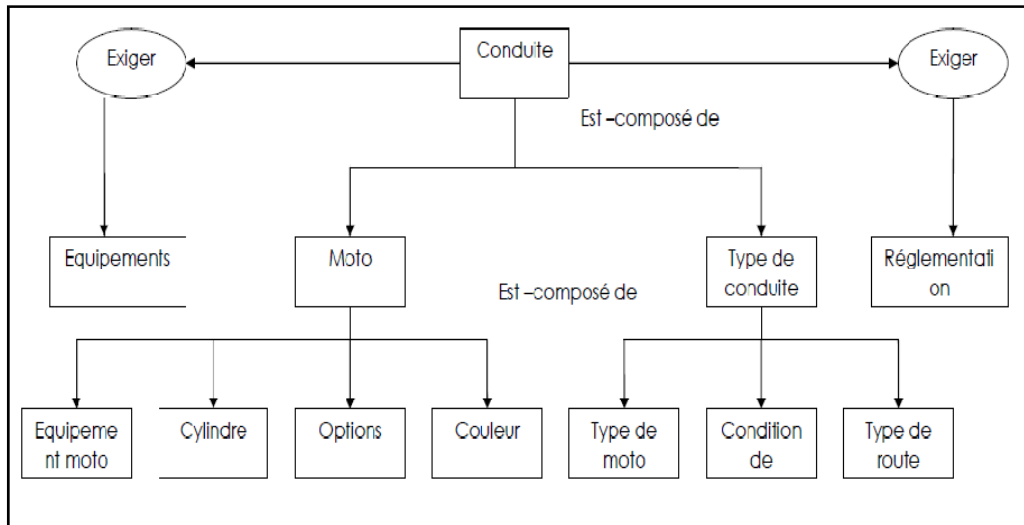 Exiger
Conduite
Exiger
Est –composé de
Equipements
Moto
Type de
conduite
Réglementati
on
Est –composé de
Equipeme
nt moto
Cylindre
Options
Couleur
Type de
moto
Condition
de
Type de
route